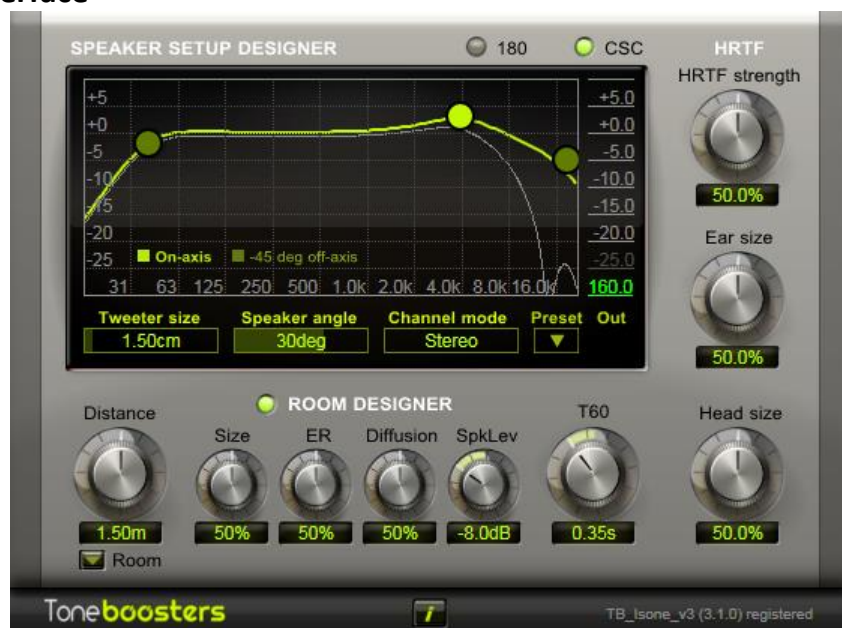 SPEAKER SETUP DESIGNER 180 CSC HRTF
HRTF strength
+5 +5.0
+0 +0.0
-5 -5.0
-10 -10.0
-15 -15.0
-20 -20.0
-25 On-axis -45 deg off-axis -25.0
31 63 125 250 500 1.0k 2.0k 4.0k 8.0k 16.0k 160.0
50.0%
Ear size
50.0%
Tweeter size Speaker angle Channel mode Preset Out
1.50cm 30deg Stereo
ROOM DESIGNER
Distance T60 Head size
Size ER Diffusion SpkLev
1.50m 50% 50% 50% -8.0dB 0.35s 50.0%
Room
Toneboosters i TB_Isone_v3 (3.1.0) registered